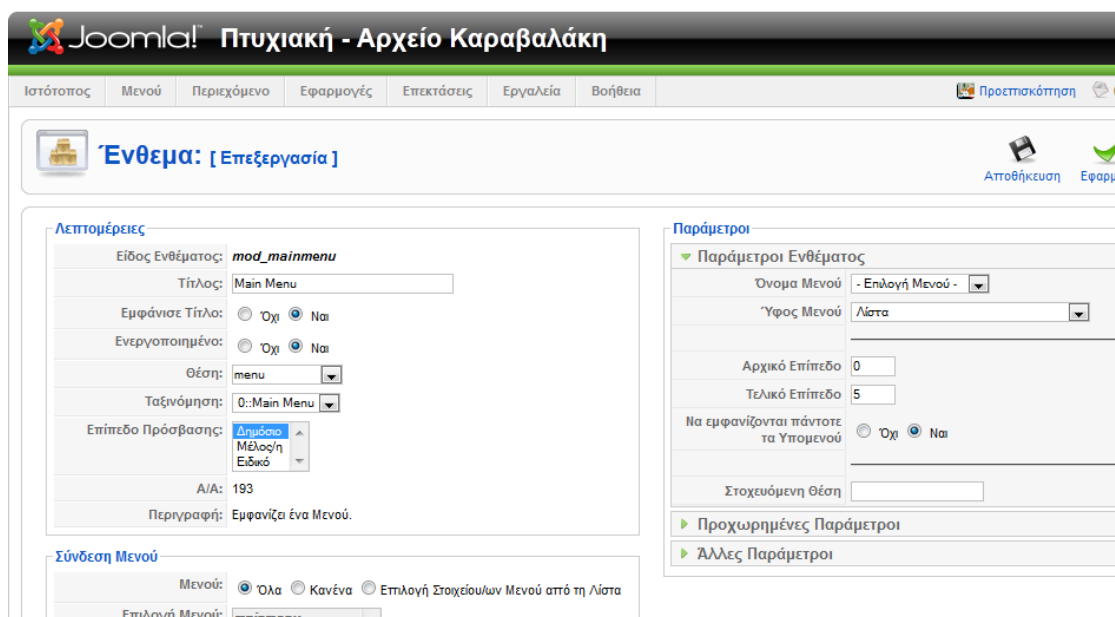 Joomla!™ Πτυχιακή - Αρχείο Καραβαλάκη
Ιστότοπος Μενού Περιεχόμενο Εφαρμογές Επεκτάσεις Εργαλεία Βοήθεια Προεπισκόπηση
Ένθεμα: [ Επεξεργασία ]
Αποθήκευση
Λεπτομέρειες
Είδος Ενθέματος: mod_mainmenu
Τίτλος: Main Menu
Εμφάνισε Τίτλο: Όχι Ναι
Ενεργοποιημένο: Όχι Ναι
Θέση: menu
Ταξινόμηση: 0::Main Menu
Επίπεδο Πρόσβασης: Δημόσιο
Μέλος/η
Ειδικό
Α/Α: 193
Περιγραφή: Εμφανίζει ένα Μενού.
Σύνδεση Μενού
Μενού: Όλα Κανένα Επιλογή Στοιχείου/ων Μενού από τη Λίστα
Επιλογή Μενού:
Παράμετροι
Παράμετροι Ενθέματος
Όνομα Μενού - Επιλογή Μενού -
Ύφος Μενού Λίστα
Αρχικό Επίπεδο 0
Τελικό Επίπεδο 5
Να εμφανίζονται πάντοτε
τα Υπομενού Όχι Ναι
Στοχευόμενη Θέση
Προχωρημένες Παράμετροι
Άλλες Παράμετροι